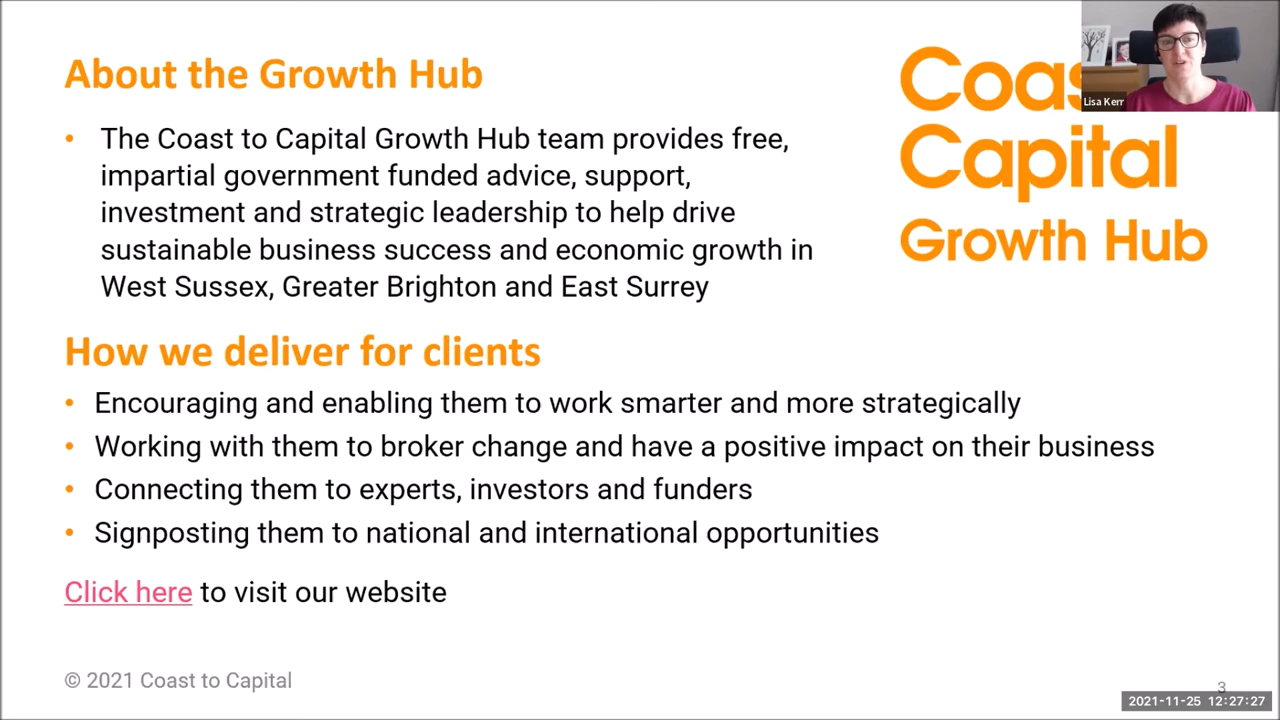 About the Growth Hub
• The Coast to Capital Growth Hub team provides free,
impartial government funded advice, support,
investment and strategic leadership to help drive
sustainable business success and economic growth in
West Sussex, Greater Brighton and East Surrey
Coas
Capital
Growth Hub
Lisa Kerr
How we deliver for clients
• Encouraging and enabling them to work smarter and more strategically
• Working with them to broker change and have a positive impact on their business
• Connecting them to experts, investors and funders
• Signposting them to national and international opportunities
Click here to visit our website
© 2021 Coast to Capital
3
2021-11-25 12:27:27